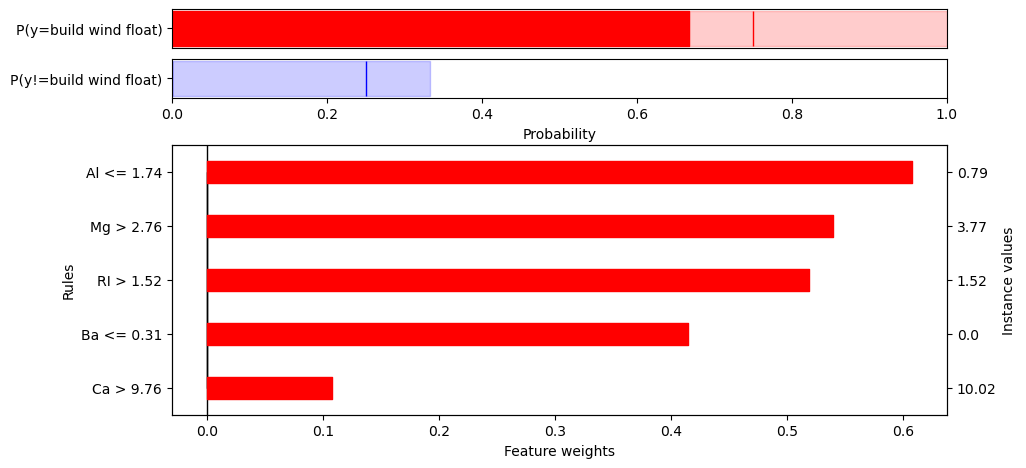 P(y=build wind float)
P(y!=build wind float)
0.0 0.2 0.4 0.6 0.8 1.0
Probability
Al <= 1.74 0.79
Mg > 2.76 3.77
RI > 1.52 1.52
Ba <= 0.31 0.0
Ca > 9.76 10.02
Rules
Instance values
0.0 0.1 0.2 0.3 0.4 0.5 0.6
Feature weights